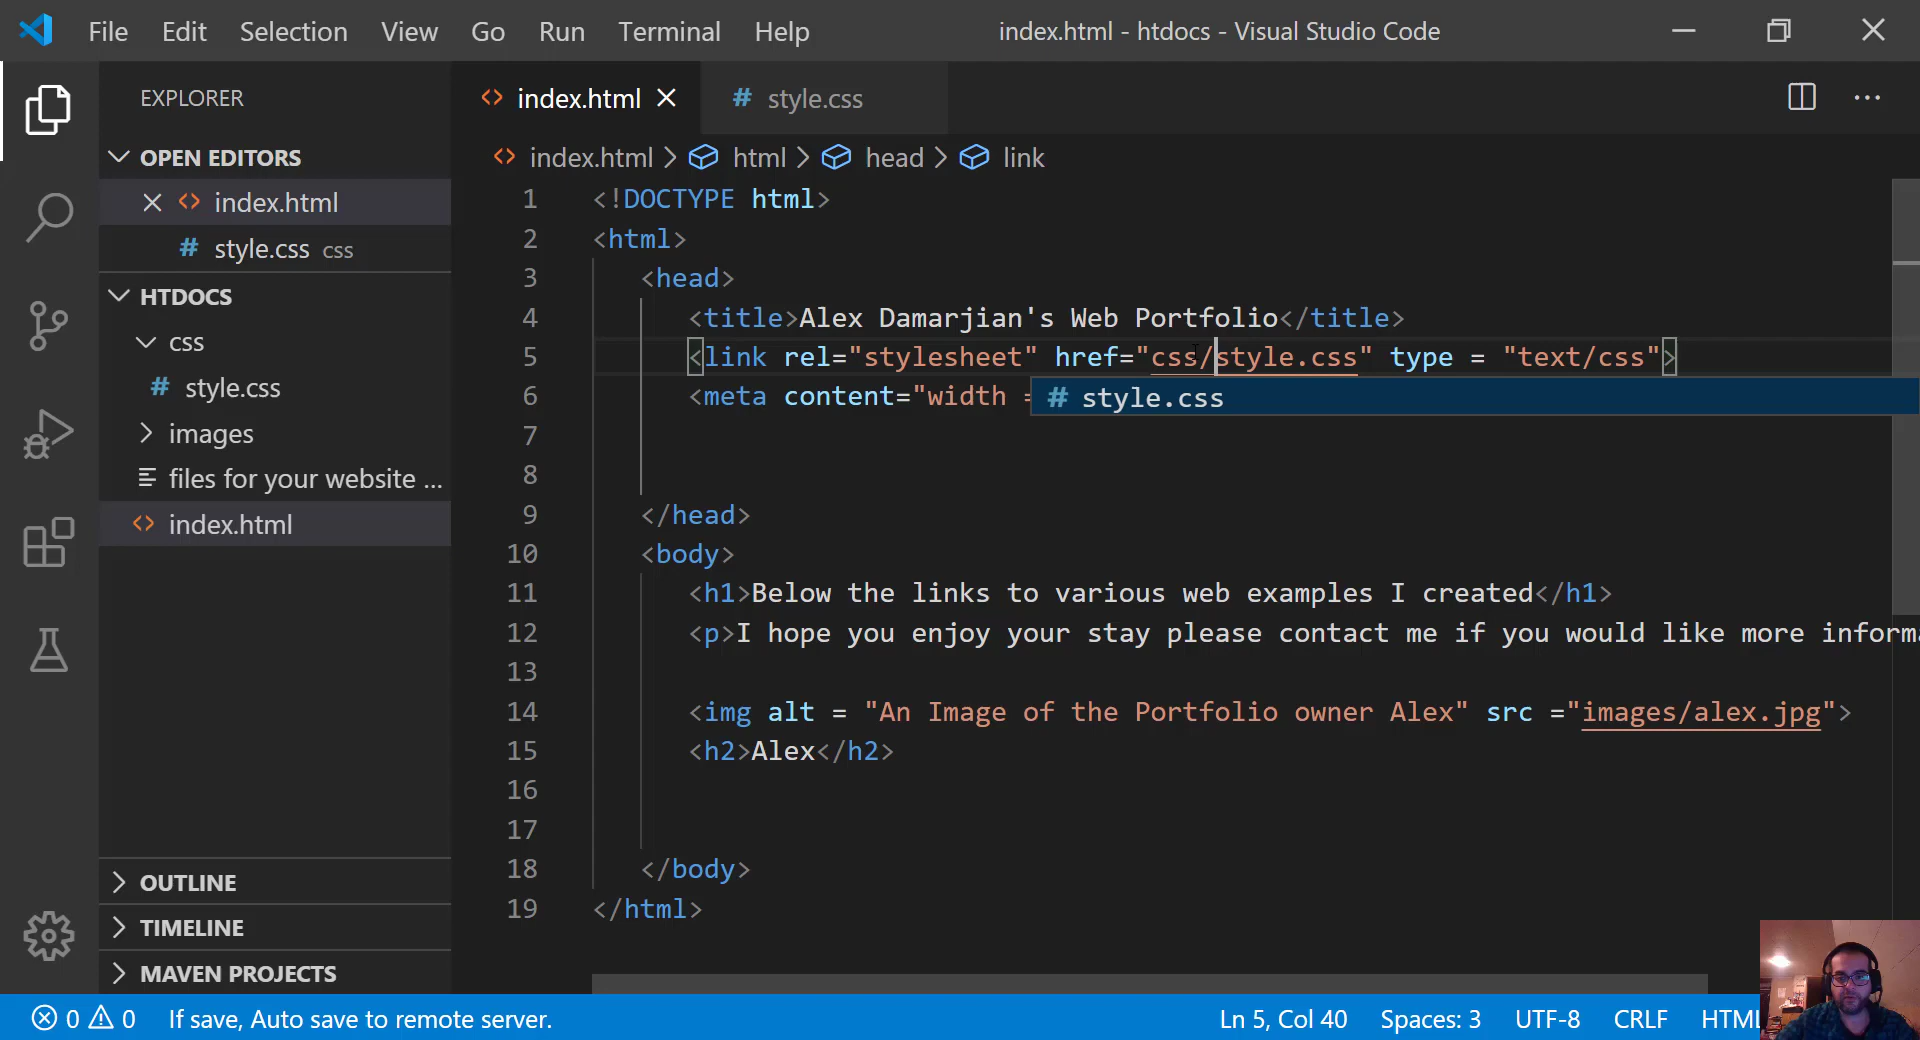 File Edit Selection View Go Run Terminal Help index.html - htdocs - Visual Studio Code
EXPLORER
OPEN EDITORS
index.html
style.css css
HTDOCS
css
style.css
images
files for your website ...
index.html
OUTLINE
TIMELINE
MAVEN PROJECTS
index.html # style.css
index.html > html > head > link
1 <!DOCTYPE html>
2 <html>
3 <head>
4 <title>Alex Damarjian's Web Portfolio</title>
5 <link rel="stylesheet" href="css/style.css" type = "text/css">
6 <meta content="width
# style.css
7
8
9 </head>
10 <body>
11 <h1>Below the links to various web examples I created</h1>
12 <p>I hope you enjoy your stay please contact me if you would like more informa
13
14 <img alt = "An Image of the Portfolio owner Alex" src ="images/alex.jpg">
15 <h2>Alex</h2>
16
17
18 </body>
19 </html>
0 0 If save, Auto save to remote server. Ln 5, Col 40 Spaces: 3 UTF-8 CRLF HTML